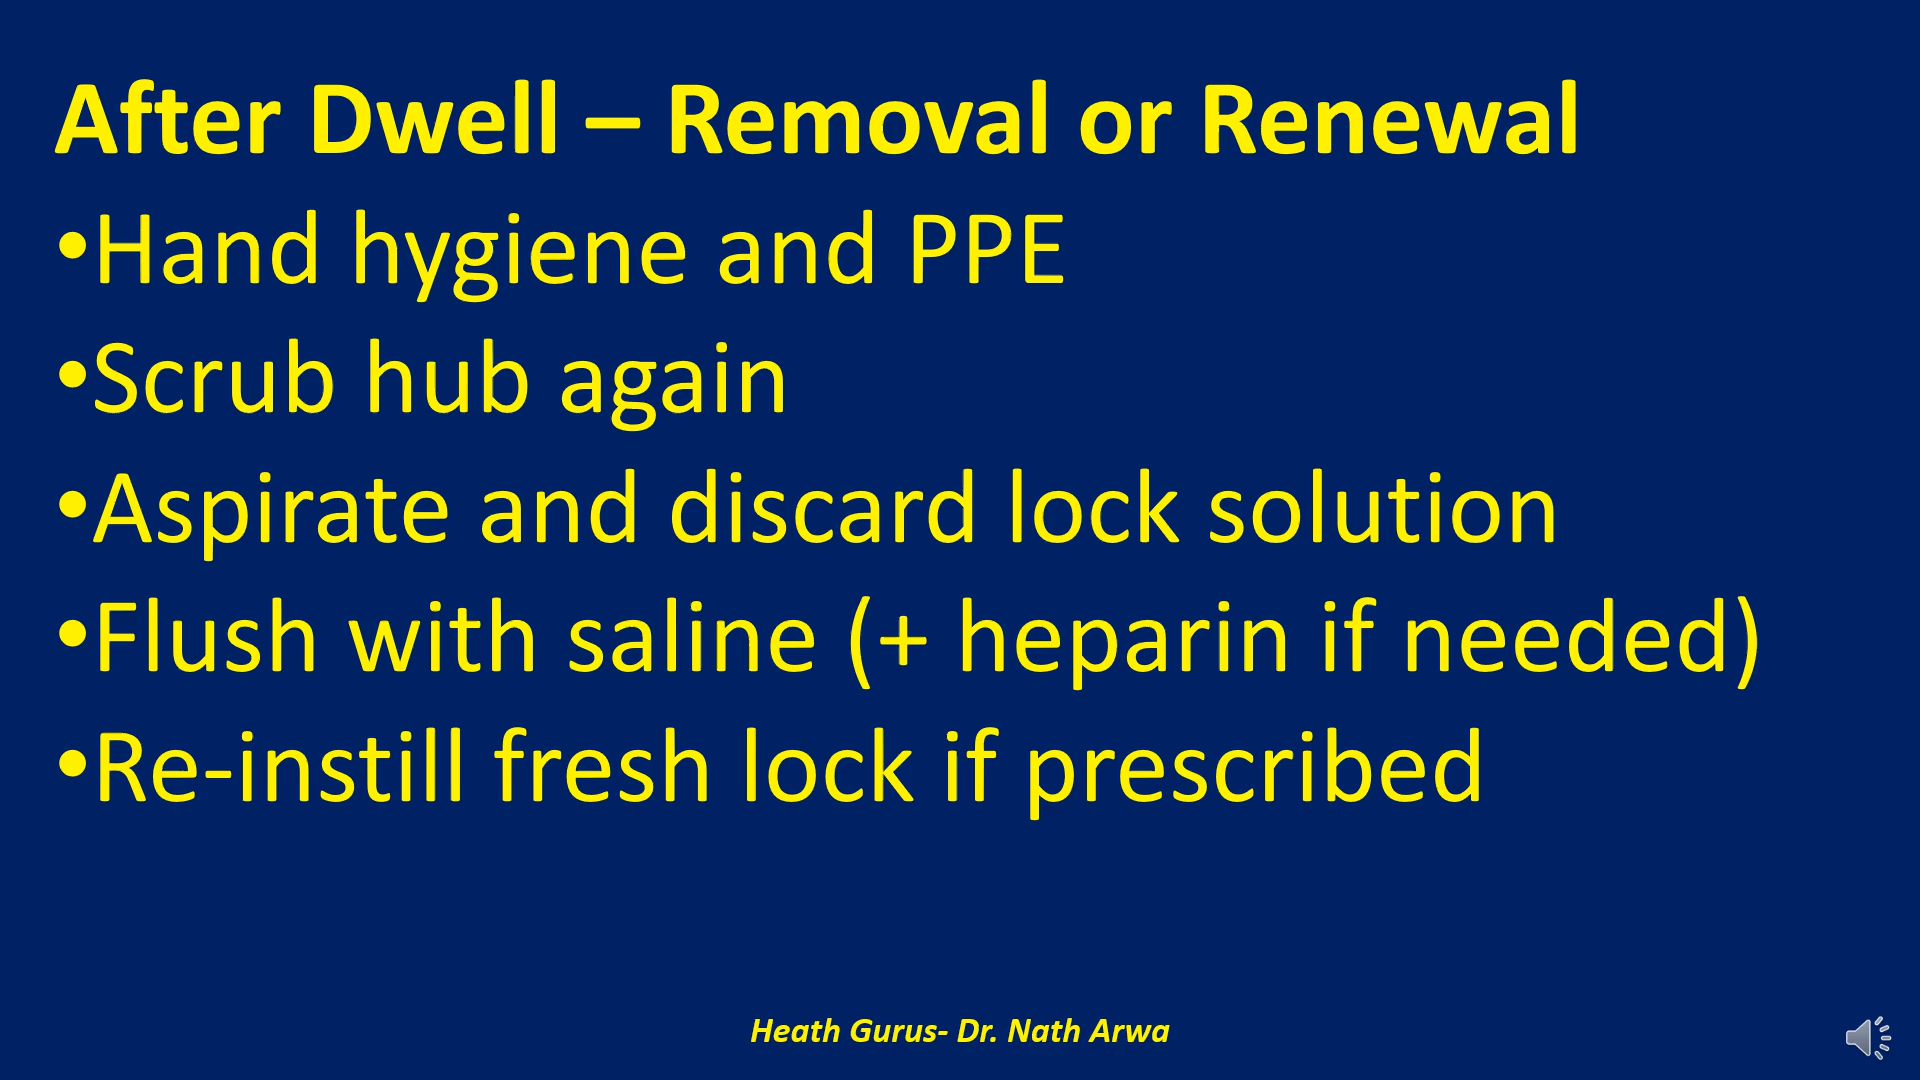 After Dwell – Removal or Renewal
•Hand hygiene and PPE
•Scrub hub again
•Aspirate and discard lock solution
•Flush with saline (+ heparin if needed)
•Re-instill fresh lock if prescribed
Heath Gurus- Dr. Nath Arwa